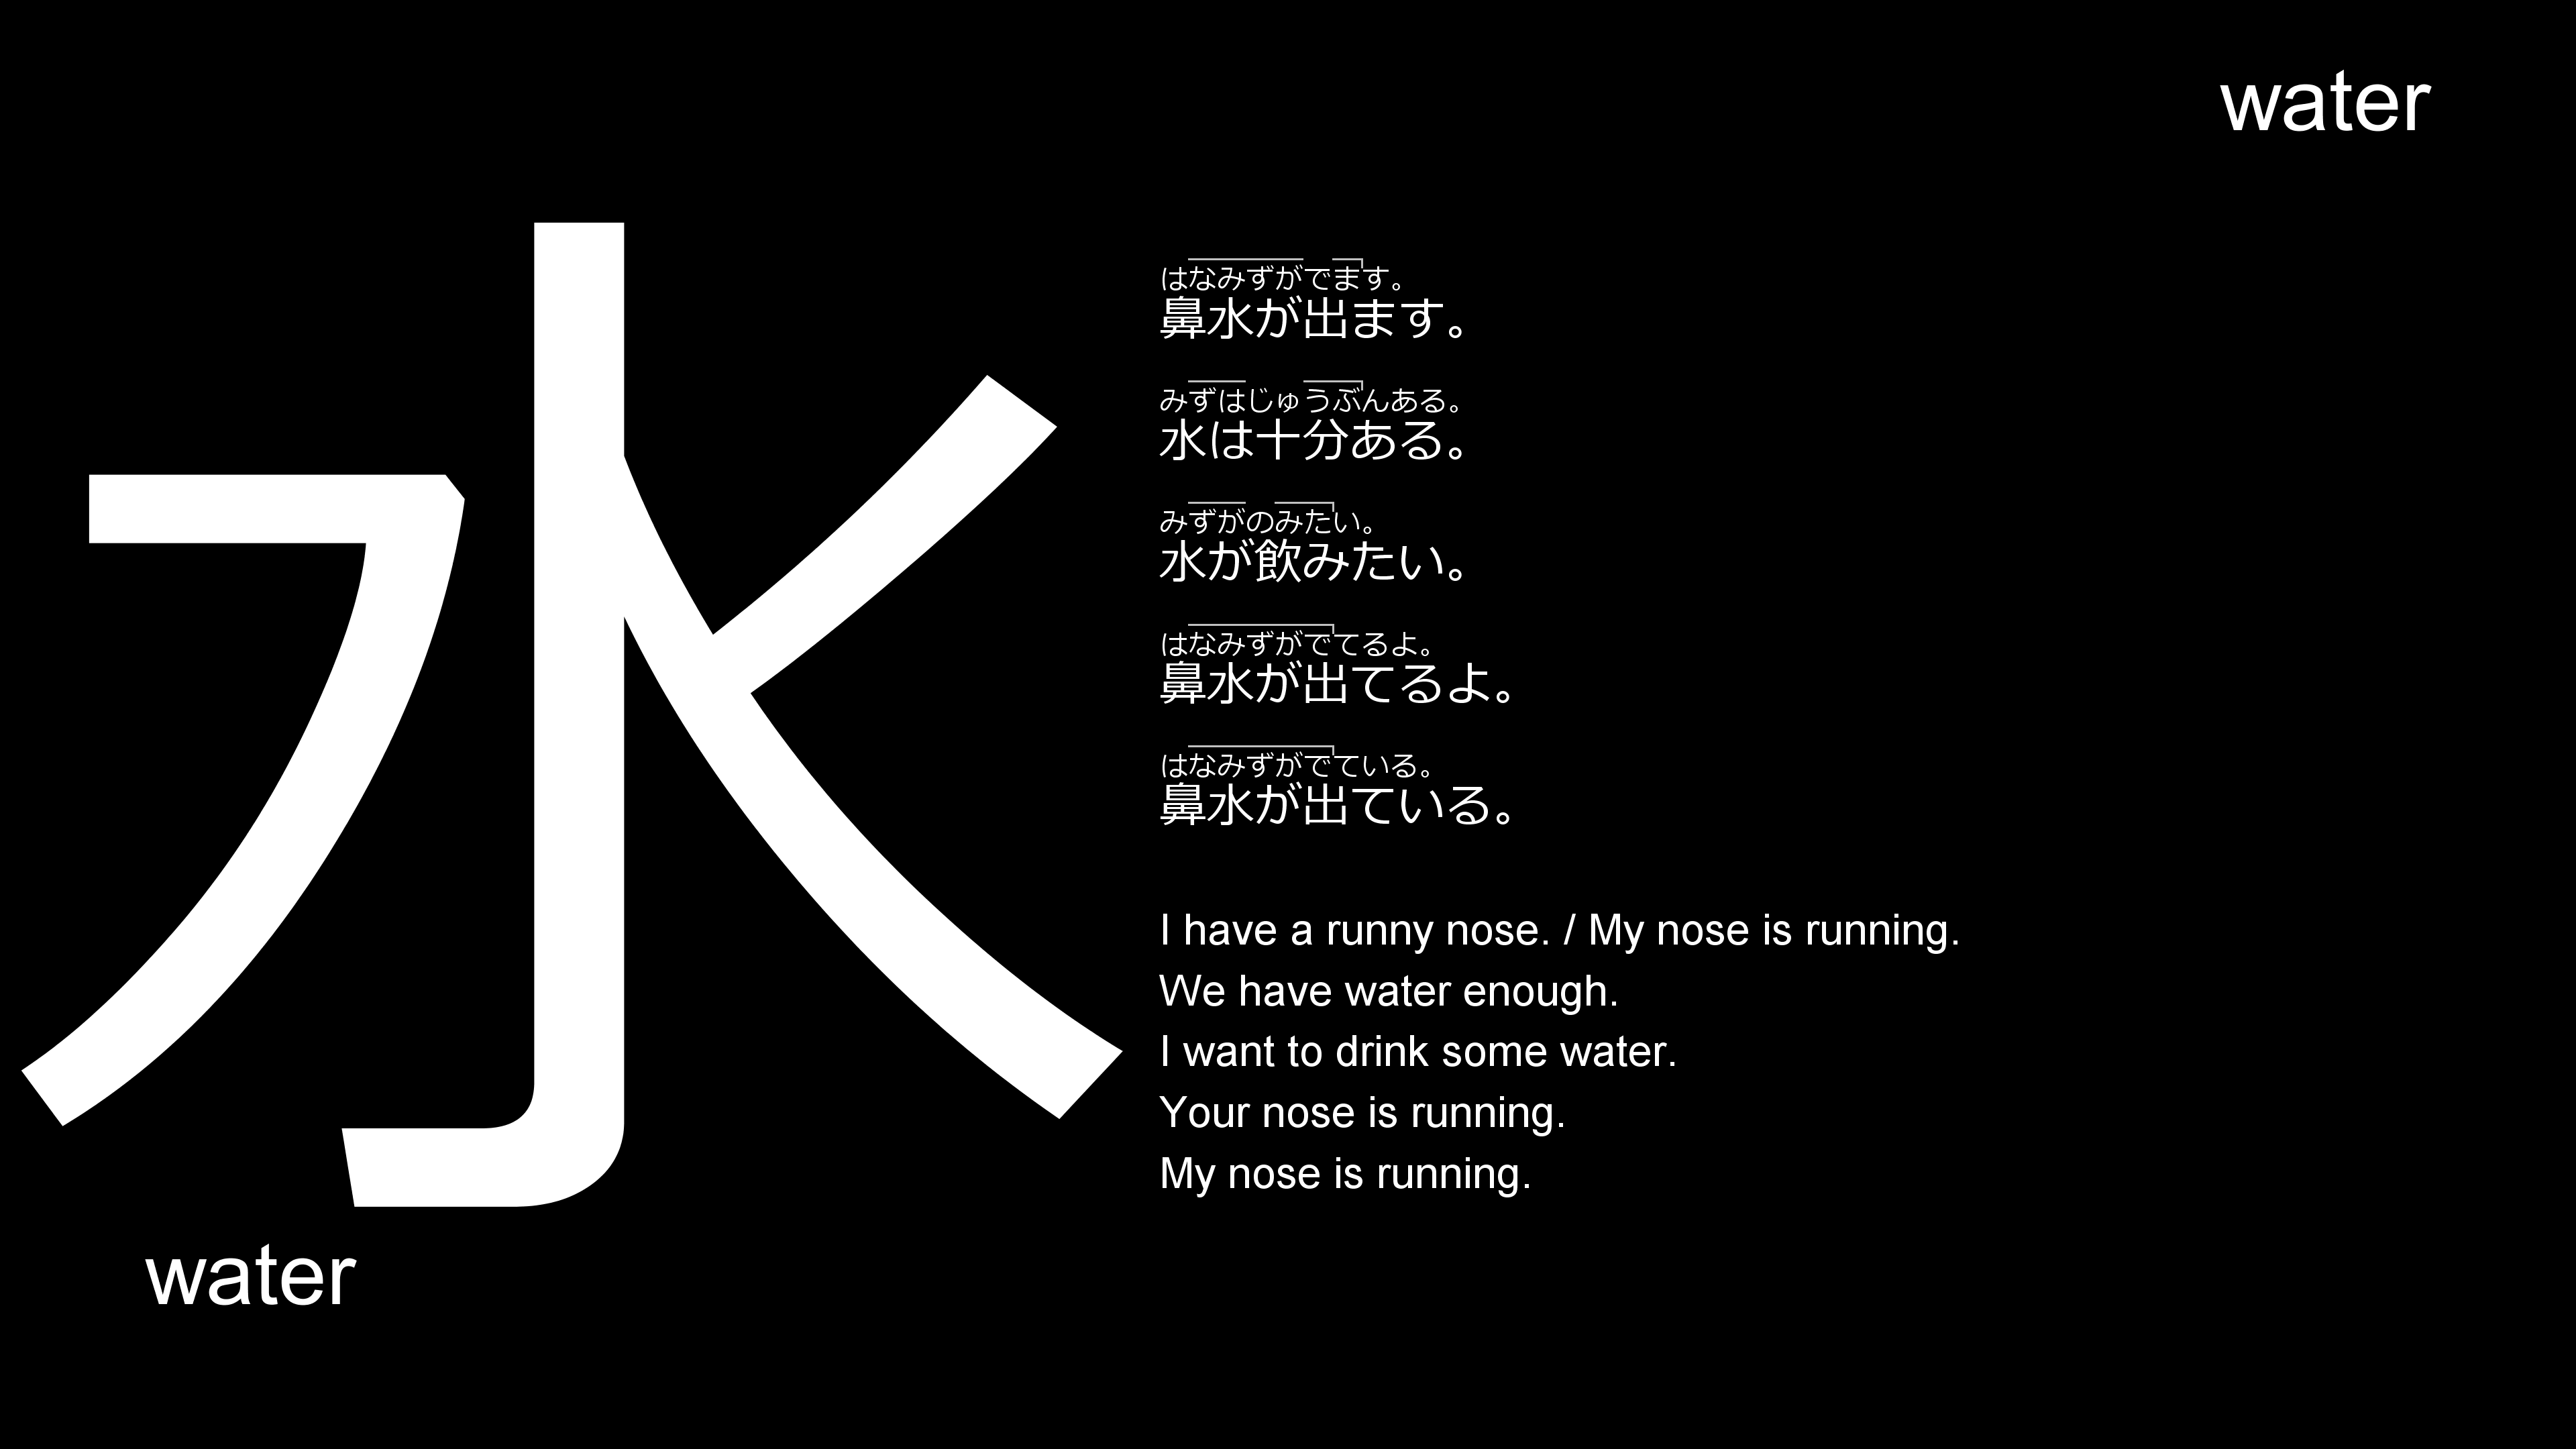 water
水
はなみずがでます。
鼻水が出ます。
みずはじゅうぶんある。
水は十分ある。
みずがのみたい。
水が飲みたい。
はなみずがでてるよ。
鼻水が出てるよ。
はなみずがでている。
鼻水が出ている。
I have a runny nose. / My nose is running.
We have water enough.
I want to drink some water.
Your nose is running.
My nose is running.
water